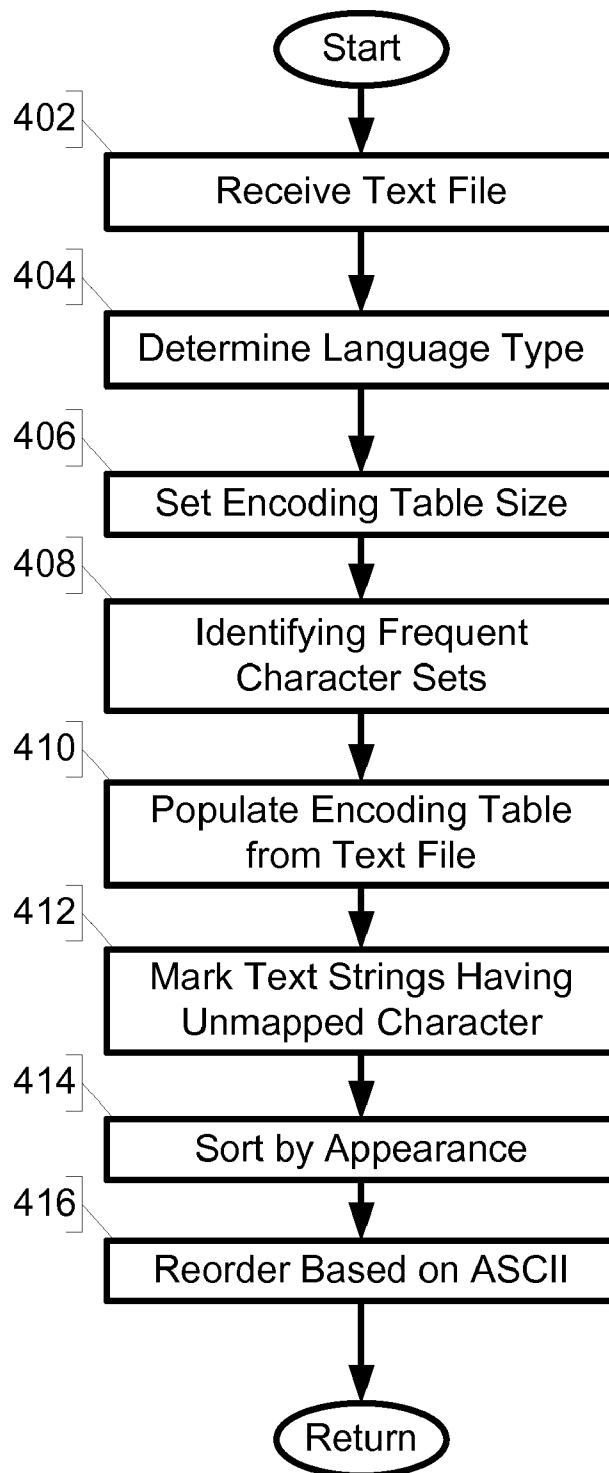 Start
402
Receive Text File
404
Determine Language Type
406
Set Encoding Table Size
408
Identifying Frequent
Character Sets
410
Populate Encoding Table
from Text File
412
Mark Text Strings Having
Unmapped Character
414
Sort by Appearance
416
Reorder Based on ASCII
Return